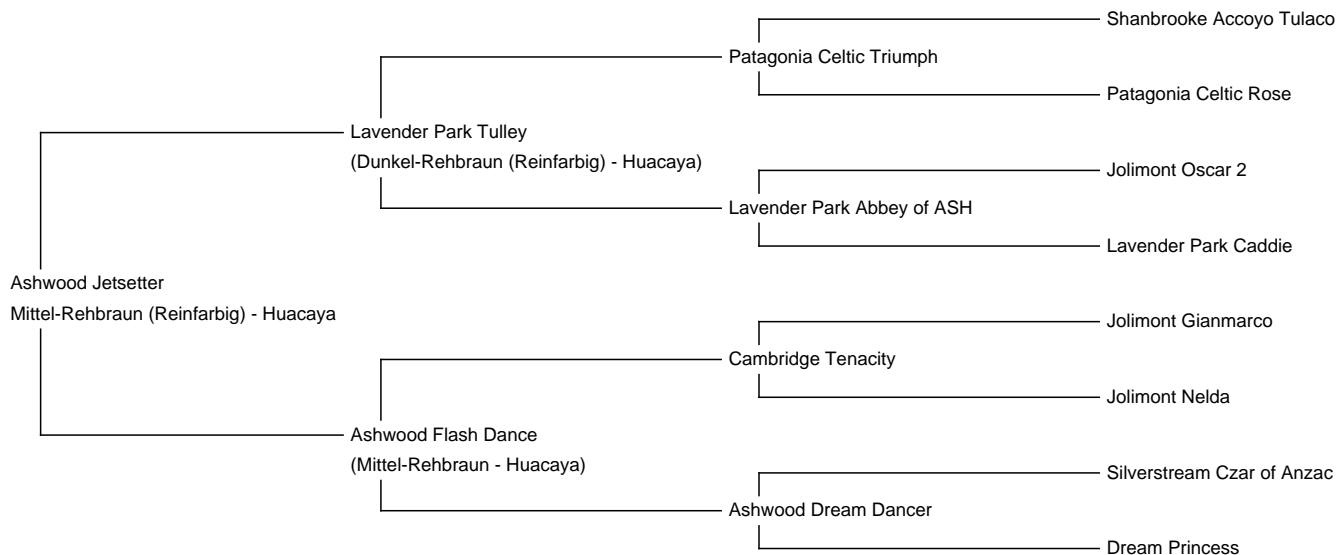 Shanbrooke Accoyo Tulaco
Patagonia Celtic Triumph
Patagonia Celtic Rose
Lavender Park Tulley
(Dunkel-Rehbraun (Reinfarbig) - Huacaya)
Jolimont Oscar 2
Lavender Park Abbey of ASH
Lavender Park Caddie
Ashwood Jetsetter
Mittel-Rehbraun (Reinfarbig) - Huacaya
Jolimont Gianmarco
Cambridge Tenacity
Jolimont Nelda
Ashwood Flash Dance
(Mittel-Rehbraun - Huacaya)
Silverstream Czar of Anzac
Ashwood Dream Dancer
Dream Princess